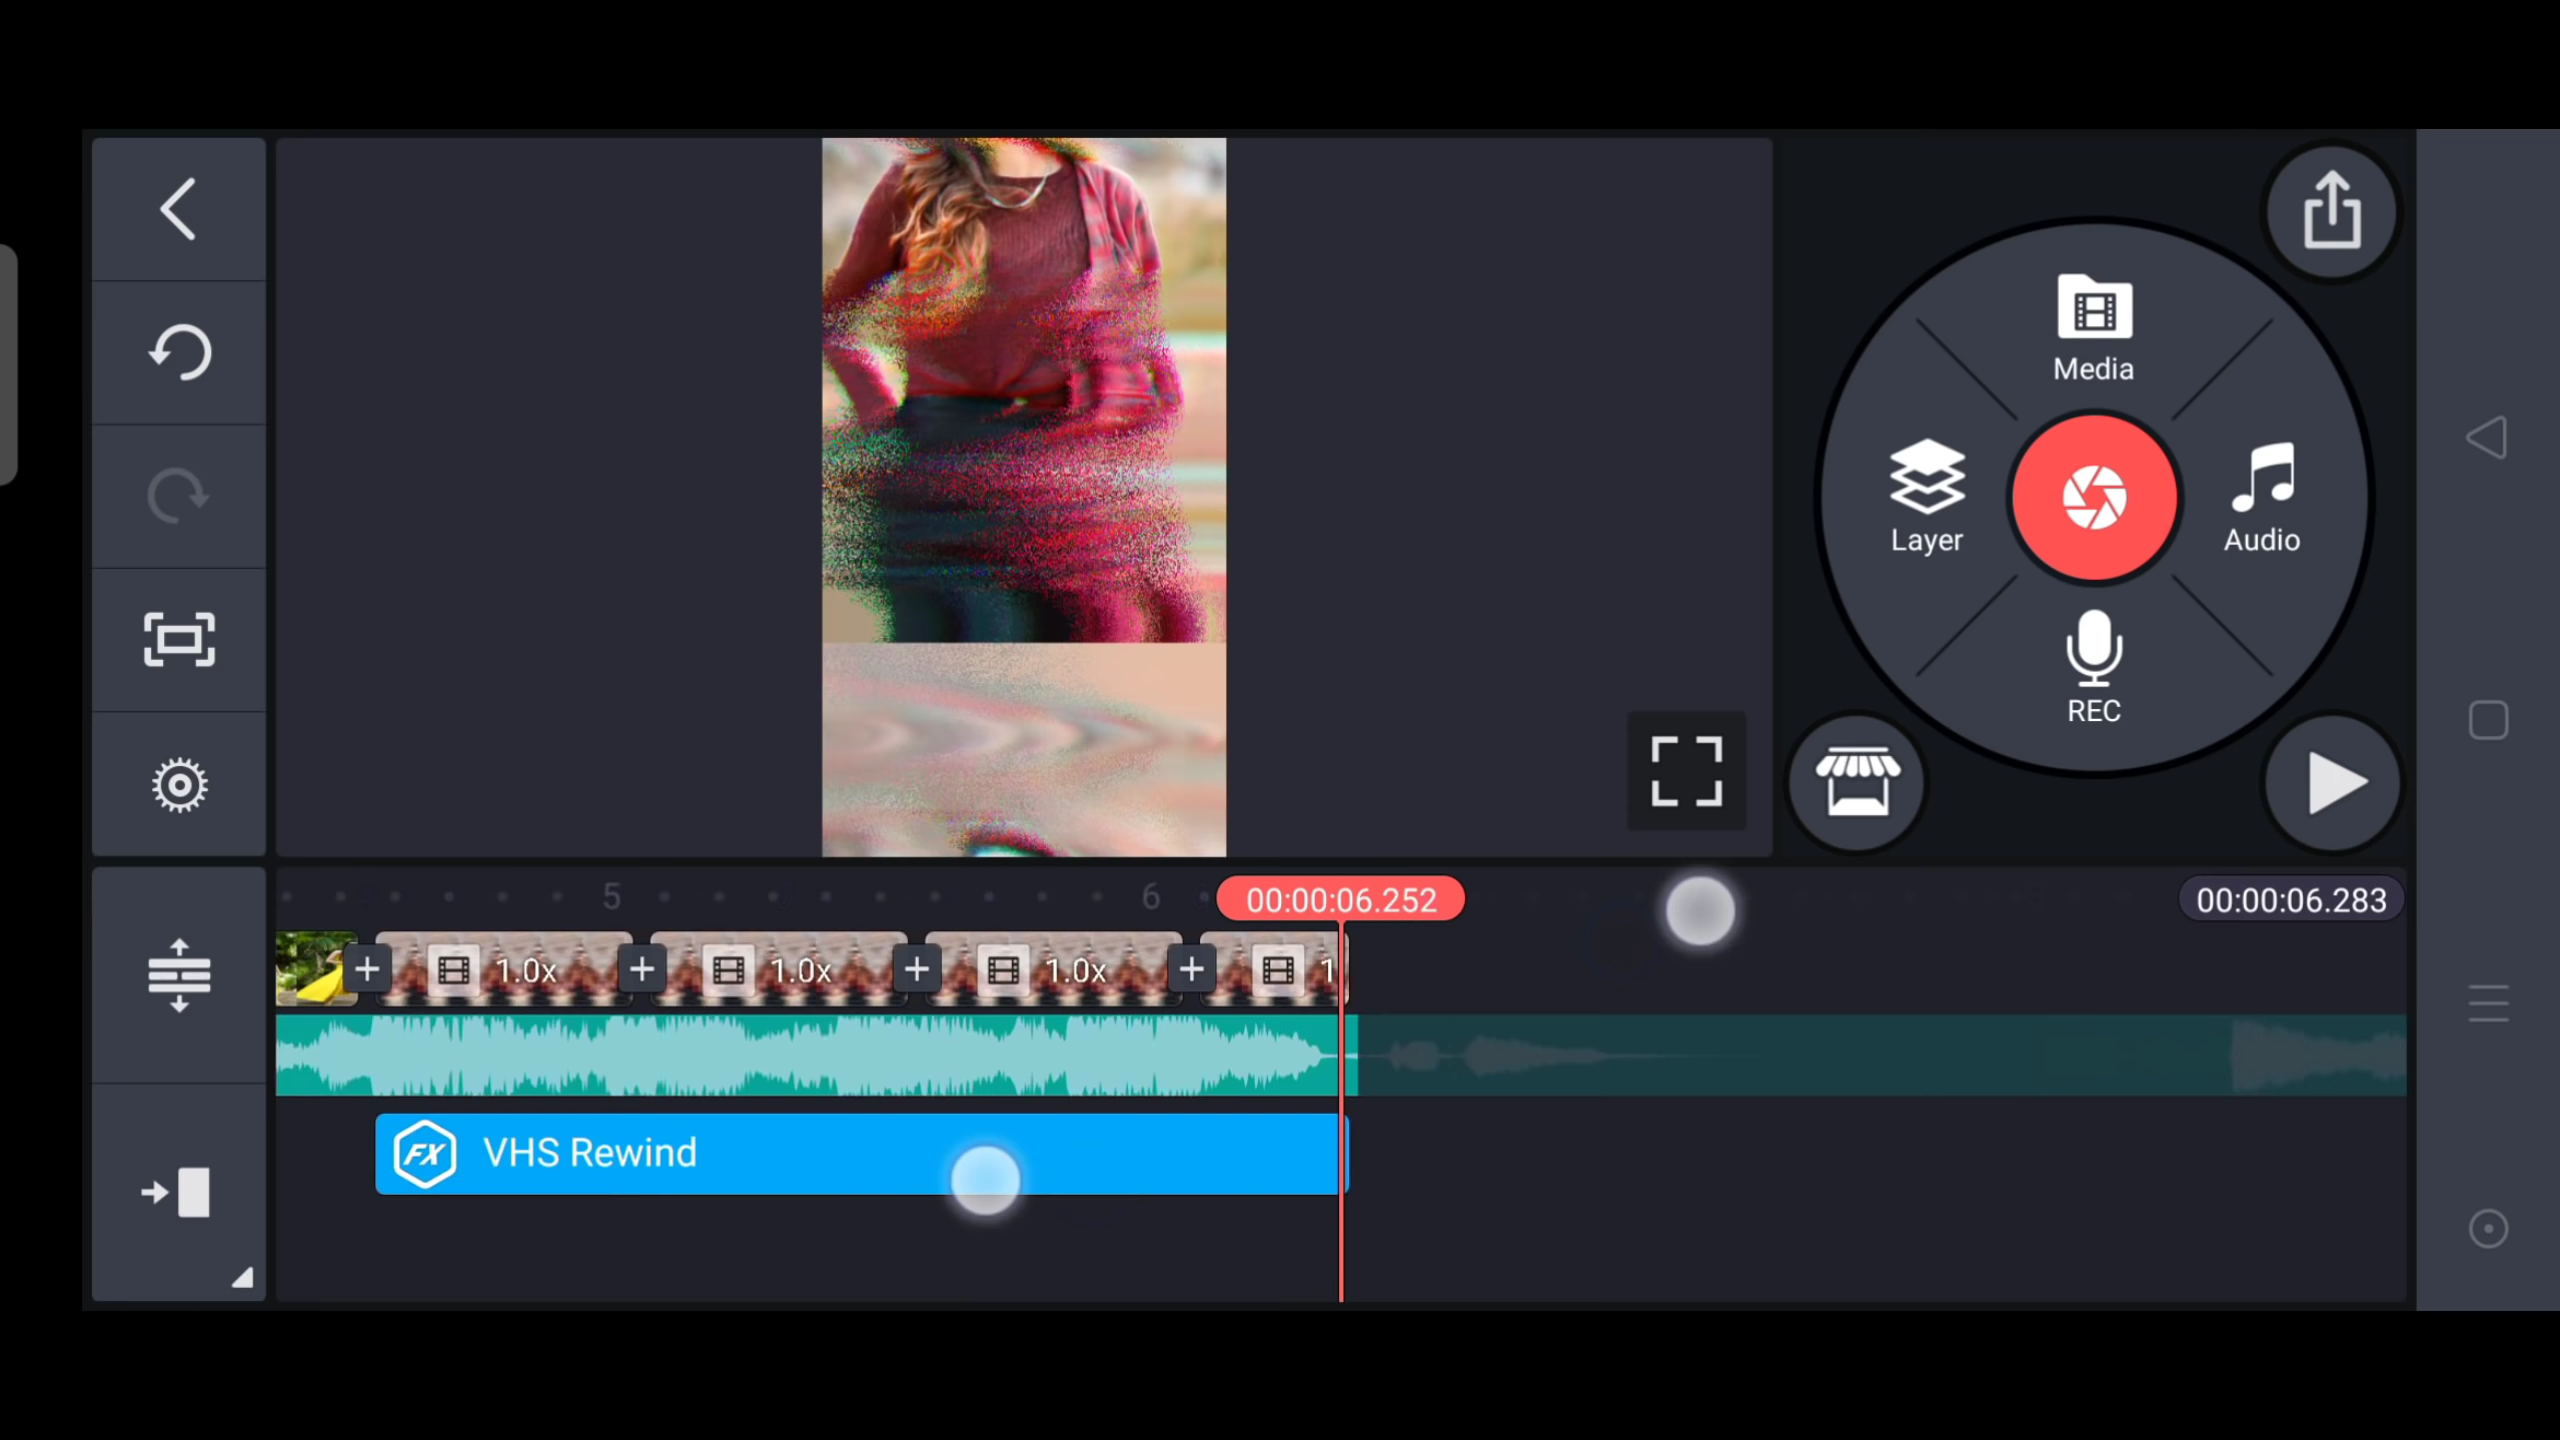 Media
Layer
Audio
REC
5
6
00:00:06.252
00:00:06.283
1.0x
1.0x
1.0x
1
FX VHS Rewind